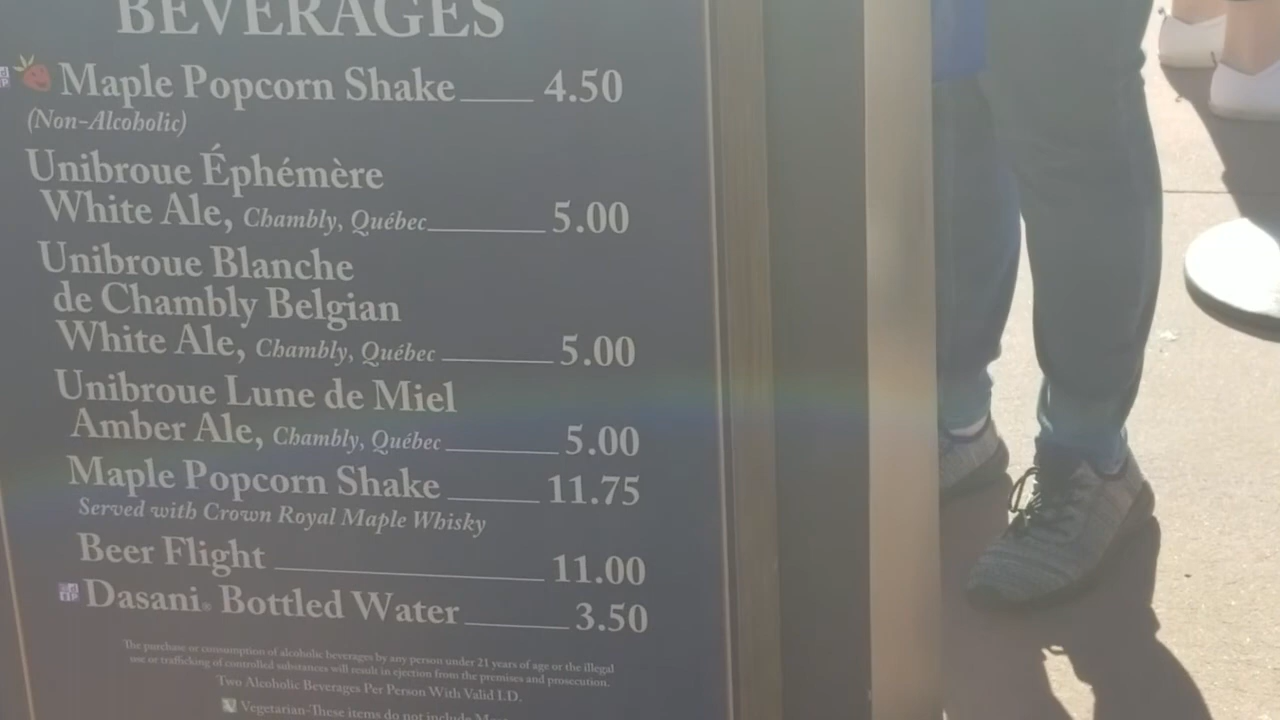 BEVERAGES
Maple Popcorn Shake 4.50
(Non-Alcoholic)
Unibroue Éphémère
White Ale, Chambly, Québec 5.00
Unibroue Blanche
de Chambly Belgian
White Ale, Chambly, Québec 5.00
Unibroue Lune de Miel
Amber Ale, Chambly, Québec 5.00
Maple Popcorn Shake 11.75
Served with Crown Royal Maple Whisky
Beer Flight 11.00
Dasani® Bottled Water 3.50
The purchase or consumption of alcoholic beverages by any person under 21 years of age or the illegal
use or trafficking of controlled substances will result in ejection from the premises and prosecution.
Two Alcoholic Beverages Per Person With Valid I.D.
Vegetarian-These items do not include